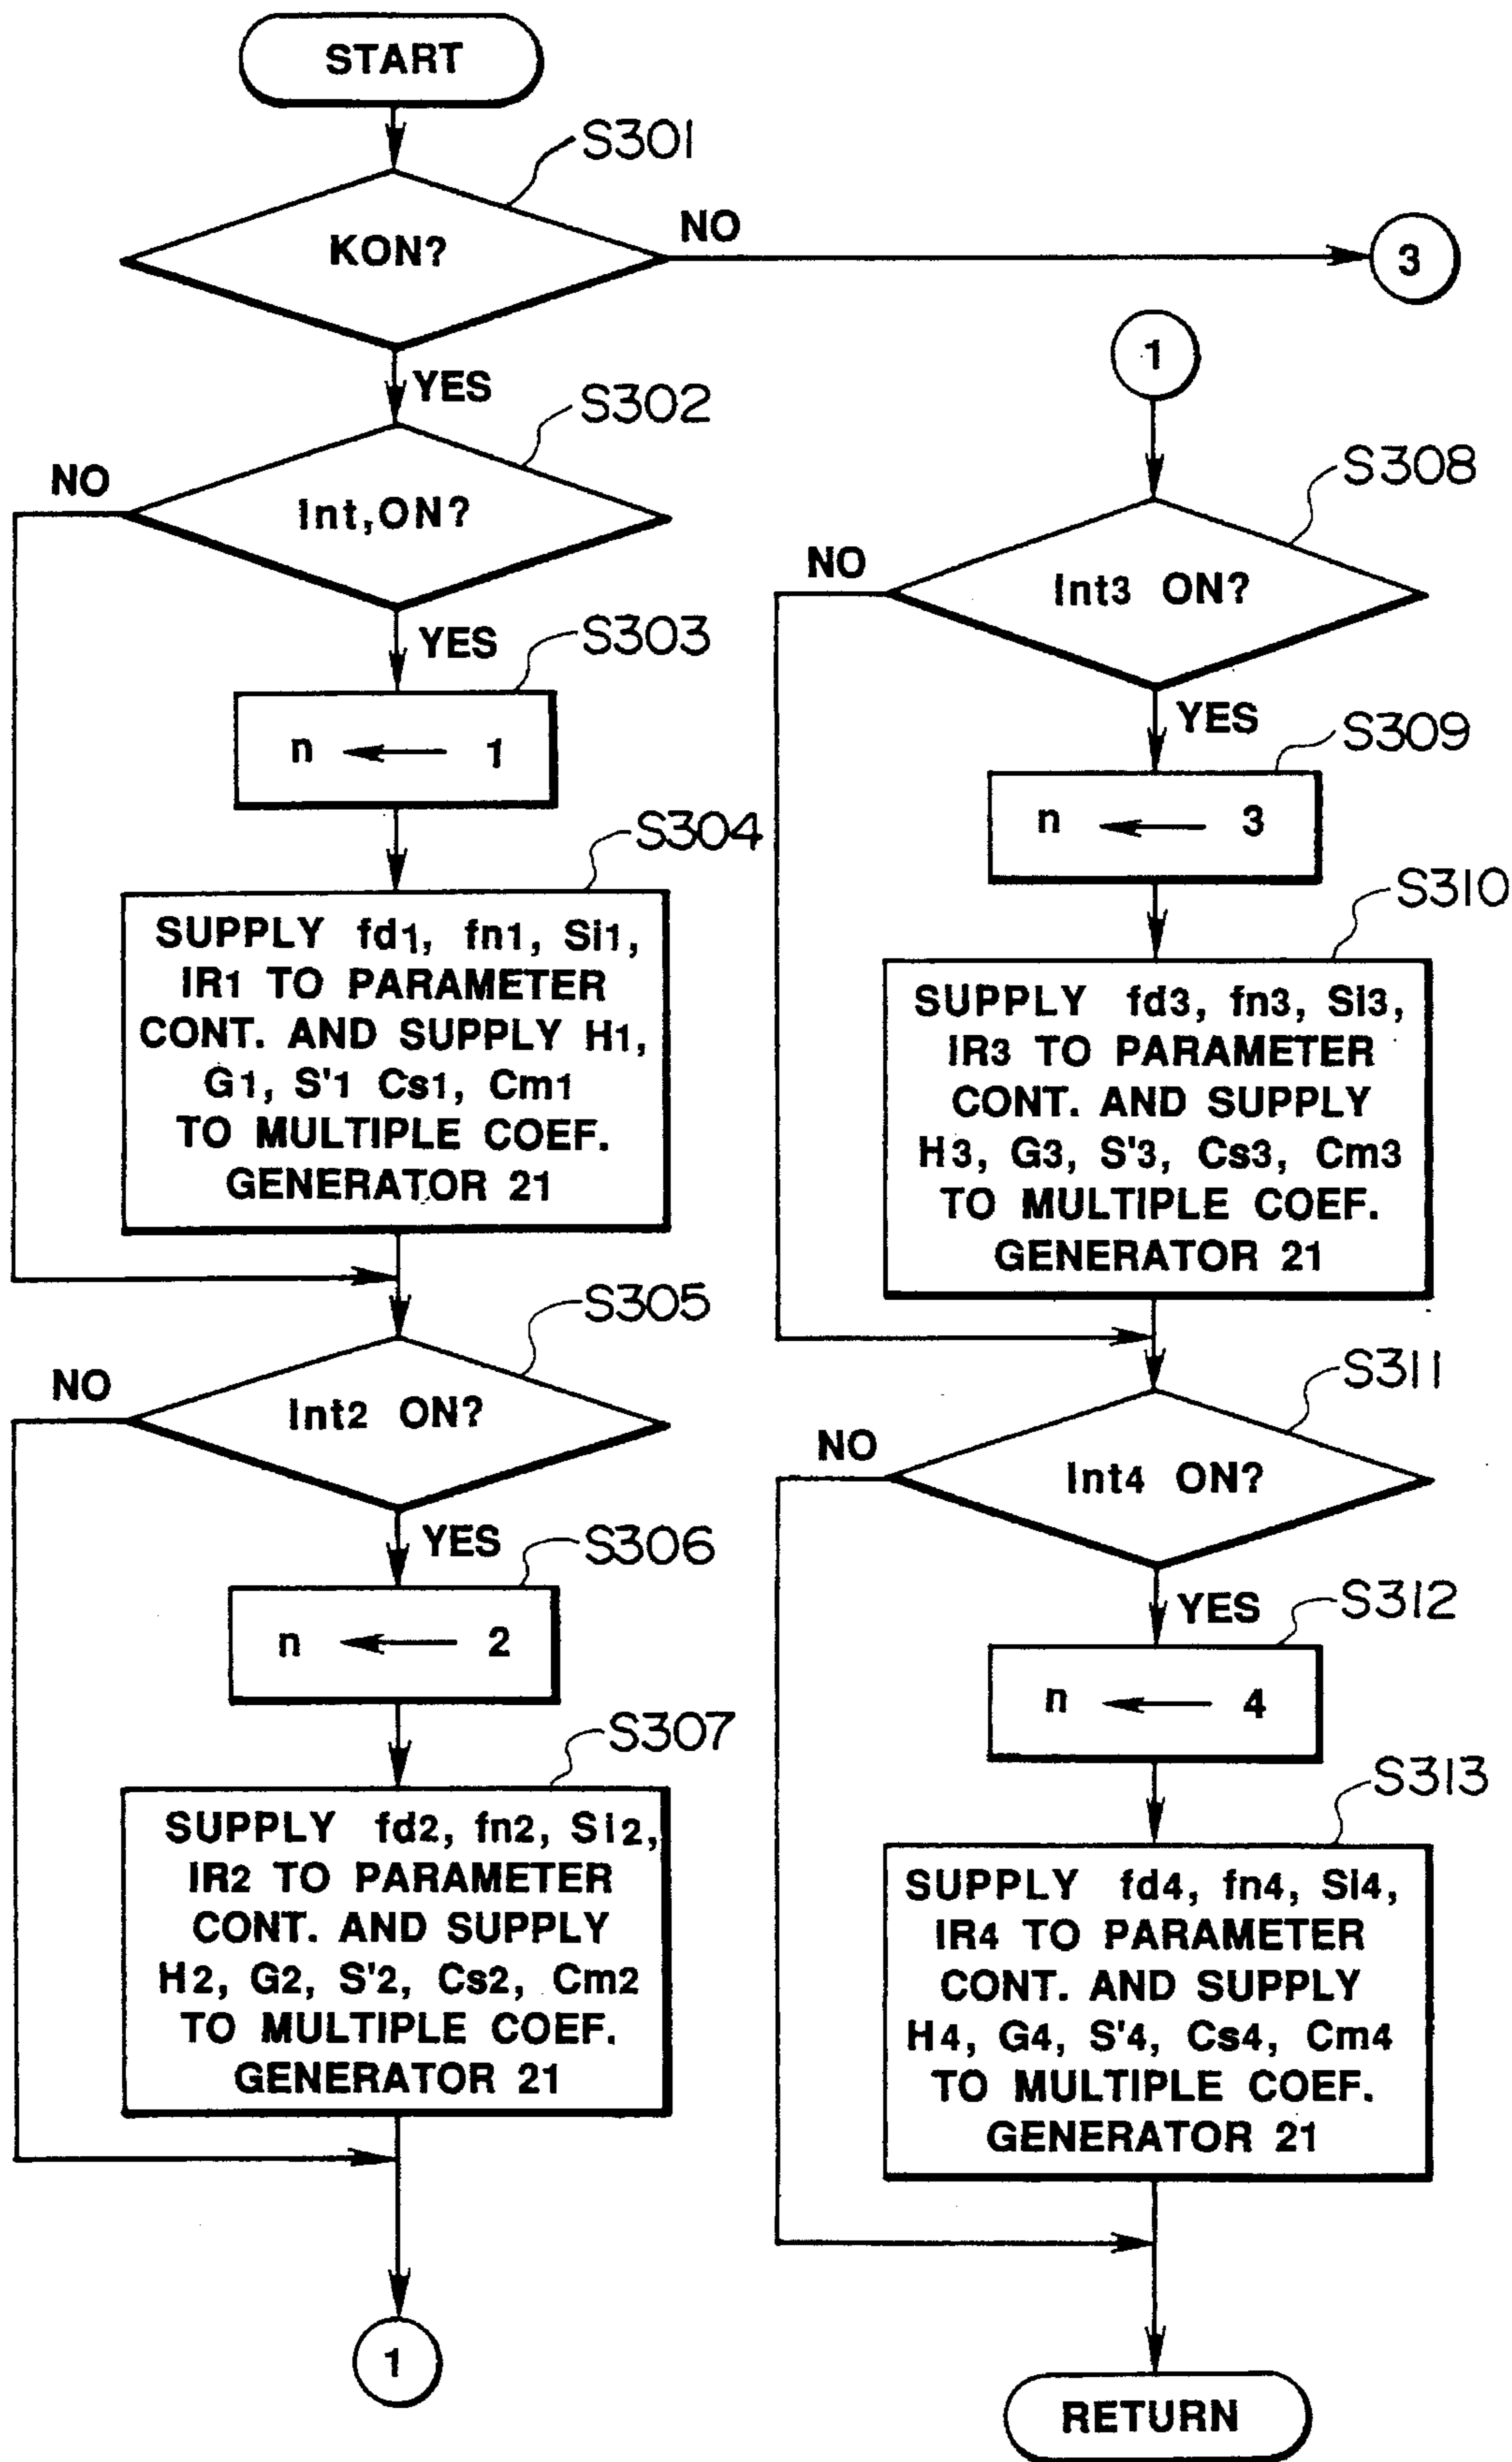 START
S301
KON?
NO
3
YES
S302
NO
Int,ON?
YES
S303
n ← 1
S304
SUPPLY fd1, fn1, Si1,
IR1 TO PARAMETER
CONT. AND SUPPLY H1,
G1, S'1 Cs1, Cm1
TO MULTIPLE COEF.
GENERATOR 21
S305
NO
Int2 ON?
YES
S306
n ← 2
S307
SUPPLY fd2, fn2, Si2,
IR2 TO PARAMETER
CONT. AND SUPPLY
H2, G2, S'2, Cs2, Cm2
TO MULTIPLE COEF.
GENERATOR 21
1
1
S308
NO
Int3 ON?
YES
S309
n ← 3
S310
SUPPLY fd3, fn3, Si3,
IR3 TO PARAMETER
CONT. AND SUPPLY
H3, G3, S'3, Cs3, Cm3
TO MULTIPLE COEF.
GENERATOR 21
S311
NO
Int4 ON?
YES
S312
n ← 4
S313
SUPPLY fd4, fn4, Si4,
IR4 TO PARAMETER
CONT. AND SUPPLY
H4, G4, S'4, Cs4, Cm4
TO MULTIPLE COEF.
GENERATOR 21
RETURN